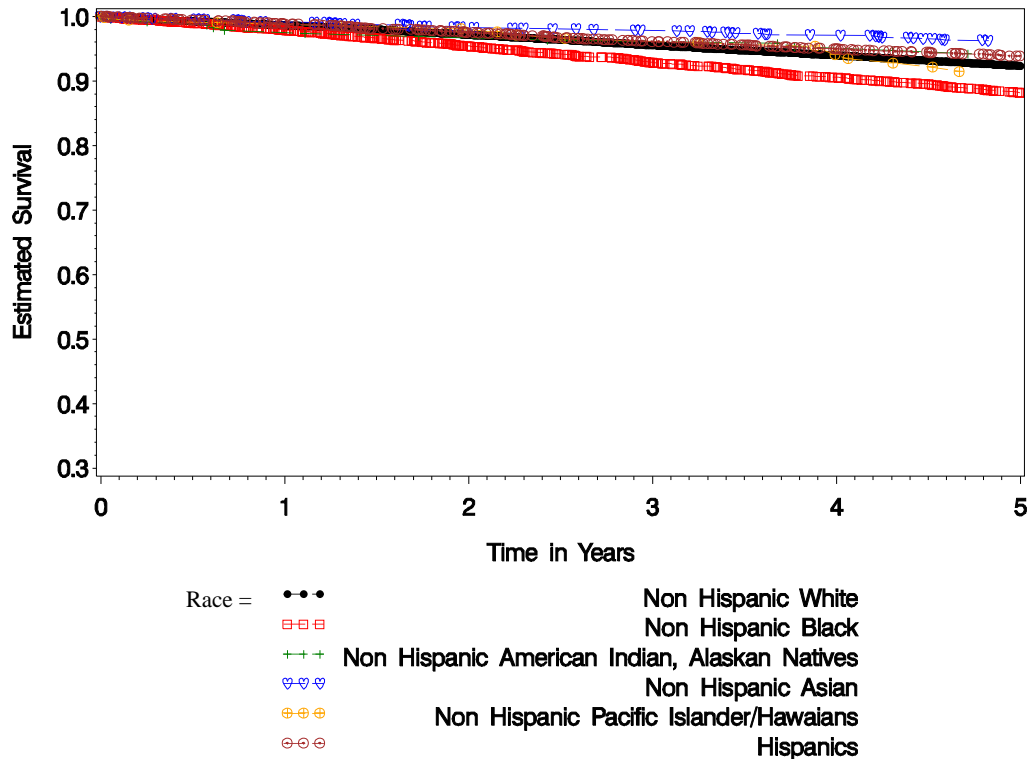 1.0
0.9
0.8
0.7
0.6
0.5
0.4
0.3
Estimated Survival
0 1 2 3 4 5
Time in Years
Race =
Non Hispanic White
Non Hispanic Black
Non Hispanic American Indian, Alaskan Natives
Non Hispanic Asian
Non Hispanic Pacific Islander/Hawaians
Hispanics